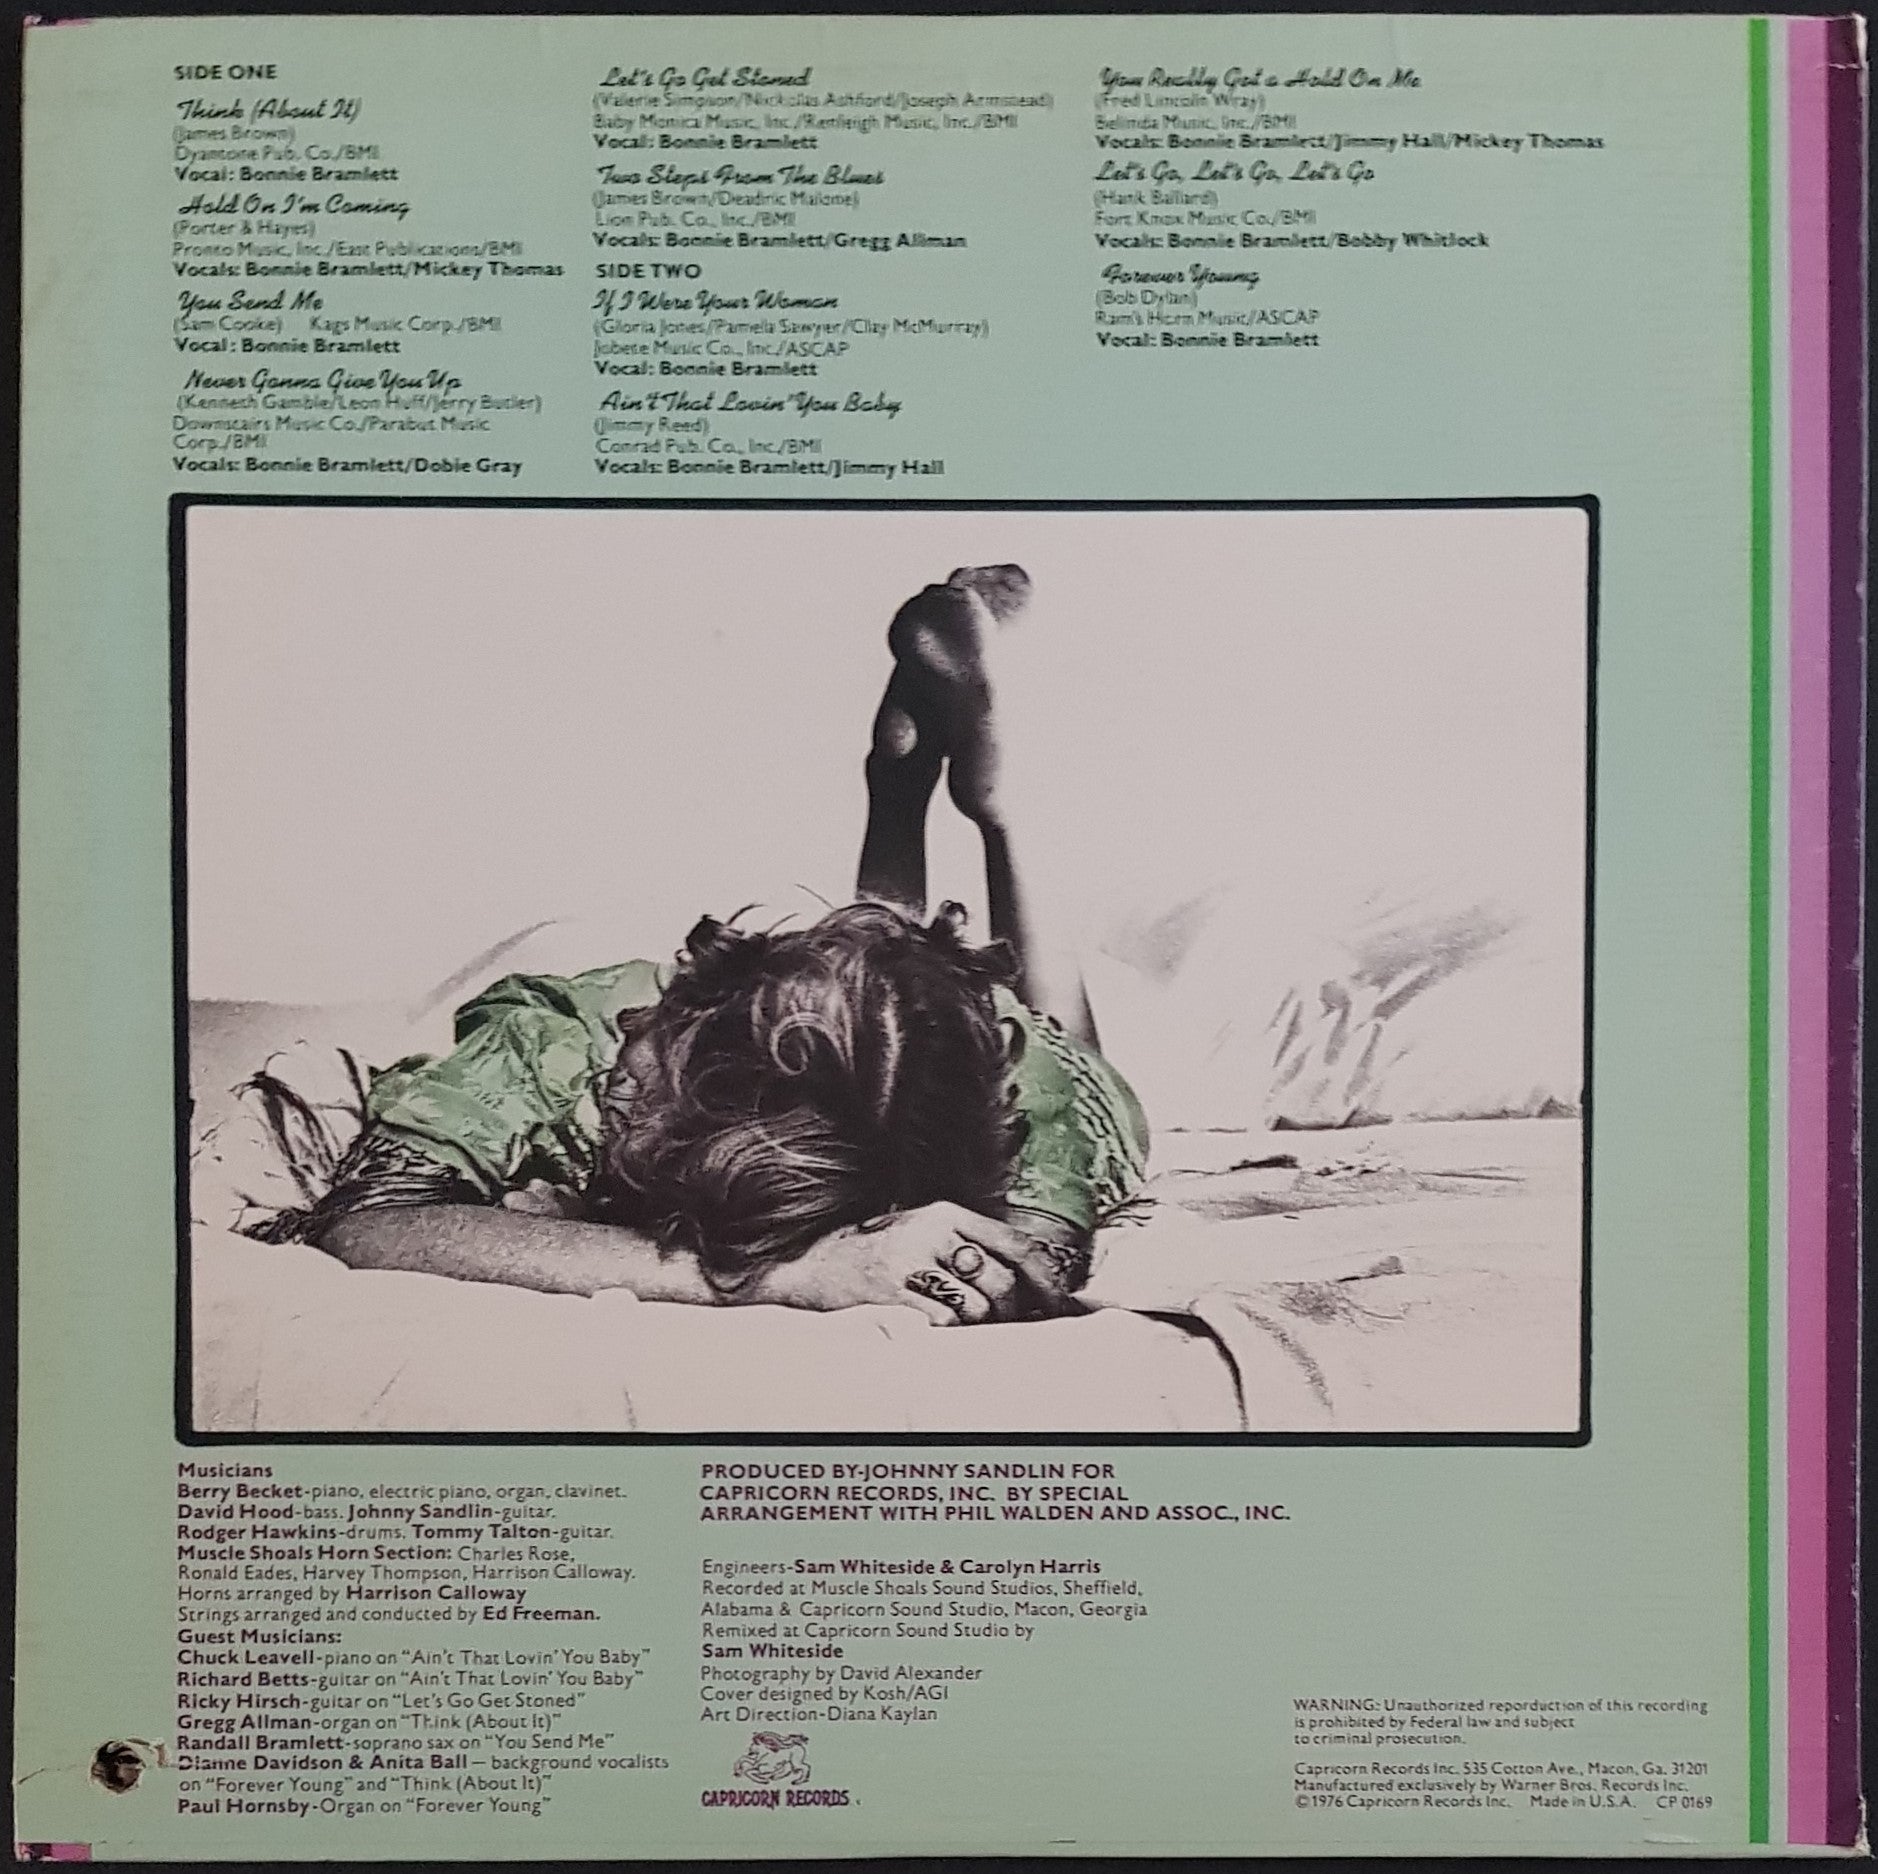 SIDE ONE
Think (About It)
(James Brown)
Dyantone Pub. Co./BMI
Vocal: Bonnie Bramlett
Hold On I'm Coming
(Porter & Hayes)
Pronto Music, Inc./East Publications/BMI
Vocals: Bonnie Bramlett/Mickey Thomas
You Send Me
(Sam Cooke) Kags Music Corp./BMI
Vocal: Bonnie Bramlett
Never Gonna Give You Up
(Kenneth Gamble/Leon Huff/Jerry Butler)
Downstairs Music Co./Parabut Music
Corp./BMI
Vocals: Bonnie Bramlett/Dobie Gray
Let's Go Get Stoned
(Valerie Simpson/Nickolas Ashford/Joseph Armstead)
Baby Monica Music, Inc./Renleigh Music, Inc./BMI
Vocal: Bonnie Bramlett
Two Steps From The Blues
(James Brown/Deadric Malone)
Lion Pub. Co., Inc./BMI
Vocals: Bonnie Bramlett/Gregg Allman
SIDE TWO
If I Were Your Woman
(Gloria Jones/Pamela Sawyer/Clay McMurray)
Jobete Music Co., Inc./ASCAP
Vocal: Bonnie Bramlett
Ain't That Lovin' You Baby
(Jimmy Reed)
Conrad Pub. Co., Inc./BMI
Vocals: Bonnie Bramlett/Jimmy Hall
You Really Got a Hold On Me
(Fred Lincoln Wray)
Belinda Music, Inc./BMI
Vocals: Bonnie Bramlett/Jimmy Hall/Mickey Thomas
Let's Go, Let's Go, Let's Go
(Hank Ballard)
Fort Knox Music Co./BMI
Vocals: Bonnie Bramlett/Bobby Whitlock
Forever Young
(Bob Dylan)
Ram's Horn Music/ASCAP
Vocal: Bonnie Bramlett
Musicians
Berry Becket-piano, electric piano, organ, clavinet.
David Hood-bass. Johnny Sandlin-guitar.
Rodger Hawkins-drums. Tommy Talton-guitar.
Muscle Shoals Horn Section: Charles Rose,
Ronald Eades, Harvey Thompson, Harrison Calloway.
Horns arranged by Harrison Calloway
Strings arranged and conducted by Ed Freeman.
Guest Musicians:
Chuck Leavell-piano on "Ain't That Lovin' You Baby"
Richard Betts-guitar on "Ain't That Lovin' You Baby"
Ricky Hirsch-guitar on "Let's Go Get Stoned"
Gregg Allman-organ on "Think (About It)"
Randall Bramlett-soprano sax on "You Send Me"
Dianne Davidson & Anita Ball — background vocalists
on "Forever Young" and "Think (About It)"
Paul Hornsby-Organ on "Forever Young"
PRODUCED BY-JOHNNY SANDLIN FOR
CAPRICORN RECORDS, INC. BY SPECIAL
ARRANGEMENT WITH PHIL WALDEN AND ASSOC., INC.
Engineers-Sam Whiteside & Carolyn Harris
Recorded at Muscle Shoals Sound Studios, Sheffield,
Alabama & Capricorn Sound Studio, Macon, Georgia
Remixed at Capricorn Sound Studio by
Sam Whiteside
Photography by David Alexander
Cover designed by Kosh/AGI
Art Direction-Diana Kaylan
CAPRICORN RECORDS.
WARNING: Unauthorized reporduction of this recording
is prohibited by Federal law and subject
to criminal prosecution.
Capricorn Records Inc. 535 Cotton Ave., Macon, Ga. 31201
Manufactured exclusively by Warner Bros. Records Inc.
©1976 Capricorn Records Inc. Made in U.S.A. CP 0169